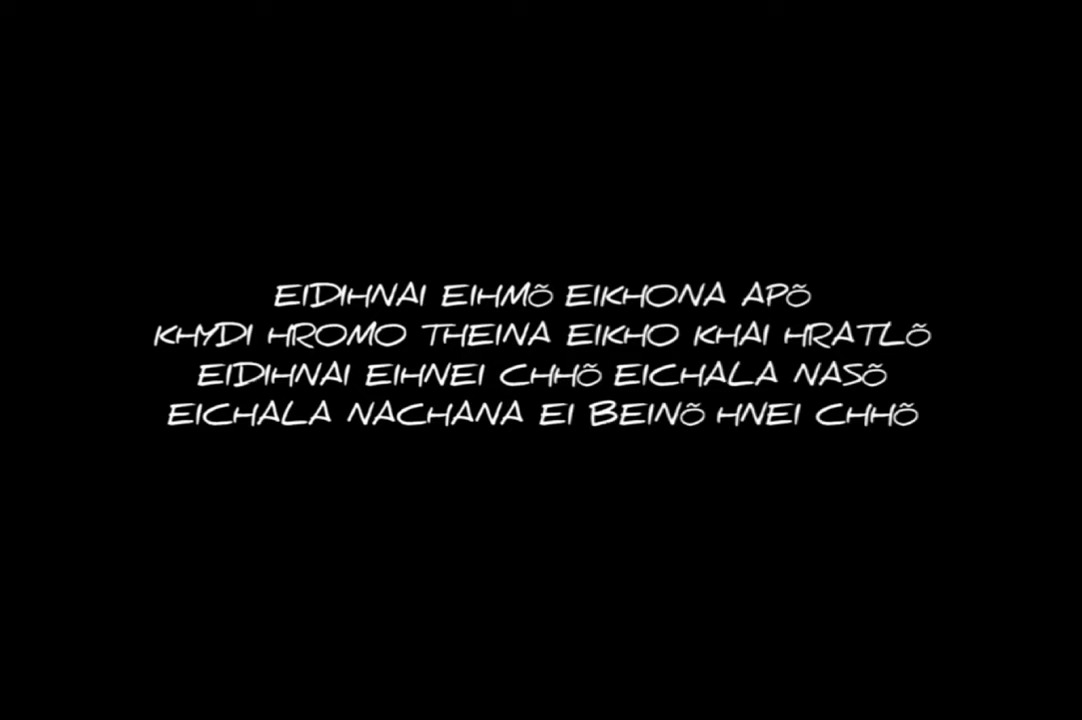 EIDIHNAI EIHMÕ EIKHONA APÕ
KHYDI HROMO THEINA EIKHO KHAI HRATLÕ
EIDIHNAI EIHNEI CHHÕ EICHALA NASÕ
EICHALA NACHANA EI BEINÕ HNEI CHHÕ